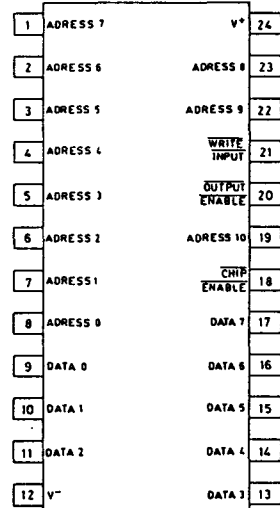 1 ADRESS 7 V+ 24
2 ADRESS 6 ADRESS 8 23
3 ADRESS 5 ADRESS 9 22
4 ADRESS 4 WRITE INPUT 21
5 ADRESS 3 OUTPUT ENABLE 20
6 ADRESS 2 ADRESS 10 19
7 ADRESS 1 CHIP ENABLE 18
8 ADRESS 0 DATA 7 17
9 DATA 0 DATA 6 16
10 DATA 1 DATA 5 15
11 DATA 2 DATA 4 14
12 V- DATA 3 13